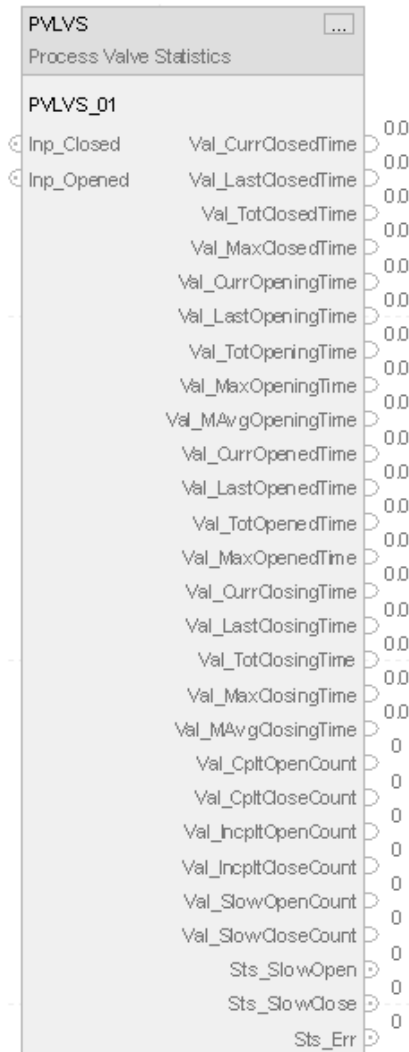 PVLVS ...
Process Valve Statistics
PVLVS_01
0.0
Inp_Closed Val_CurrClosedTime
0.0
Inp_Opened Val_LastClosedTime
0.0
Val_TotClosedTime
0.0
Val_MaxClosedTime
0.0
Val_CurrOpeningTime
0.0
Val_LastOpeningTime
0.0
Val_TotOpeningTime
0.0
Val_MaxOpeningTime
0.0
Val_MAvgOpeningTime
0.0
Val_CurrOpenedTime
0.0
Val_LastOpenedTime
0.0
Val_TotOpenedTime
0.0
Val_MaxOpenedTime
0.0
Val_CurrClosingTime
0.0
Val_LastClosingTime
0.0
Val_TotClosingTime
0.0
Val_MaxClosingTime
0.0
Val_MAvgClosingTime
0
Val_CpltOpenCount
0
Val_CpltCloseCount
0
Val_IncpltOpenCount
0
Val_IncpltCloseCount
0
Val_SlowOpenCount
0
Val_SlowCloseCount
0
Sts_SlowOpen
0
Sts_SlowClose
0
Sts_Err